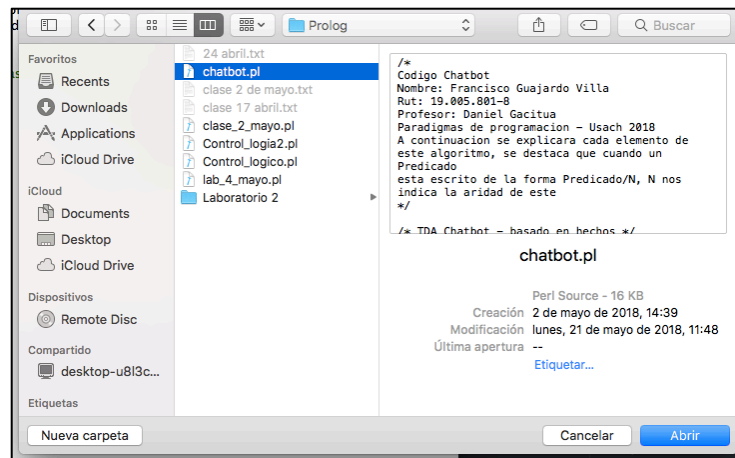 Prolog
Buscar
Favoritos
Recents
Downloads
Applications
iCloud Drive
iCloud
Documents
Desktop
iCloud Drive
Dispositivos
Remote Disc
Compartido
desktop-u8l3c...
Etiquetas
24 abril.txt
chatbot.pl
clase 2 de mayo.txt
clase 17 abril.txt
clase_2_mayo.pl
Control_logia2.pl
Control_logico.pl
lab_4_mayo.pl
Laboratorio 2
/*
Codigo Chatbot
Nombre: Francisco Guajardo Villa
Rut: 19.005.801-8
Profesor: Daniel Gacitua
Paradigmas de programacion - Usach 2018
A continuacion se explicara cada elemento de
este algoritmo, se destaca que cuando un
Predicado
esta escrito de la forma Predicado/N, N nos
indica la aridad de este
*/
/* TDA Chatbot - basado en hechos */
chatbot.pl
Perl Source - 16 KB
Creación 2 de mayo de 2018, 14:39
Modificación lunes, 21 de mayo de 2018, 11:48
Última apertura --
Etiquetar...
Nueva carpeta
Cancelar
Abrir